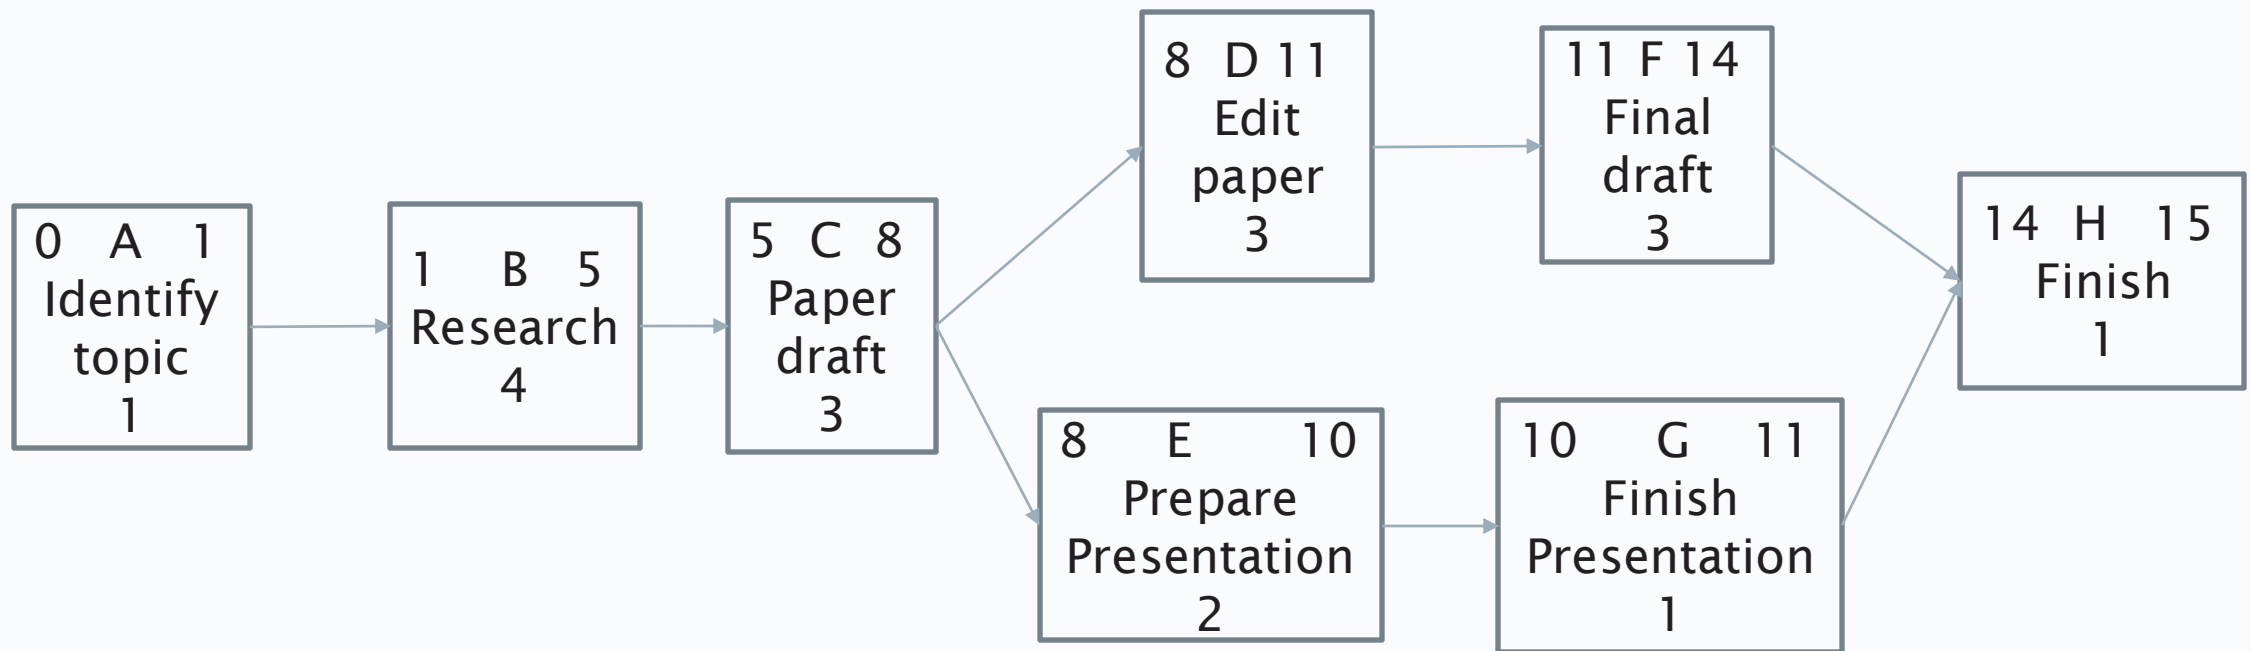 0 A 1
Identify
topic
1
1 B 5
Research
4
5 C 8
Paper
draft
3
8 D 11
Edit
paper
3
8 E 10
Prepare
Presentation
2
11 F 14
Final
draft
3
10 G 11
Finish
Presentation
1
14 H 15
Finish
1